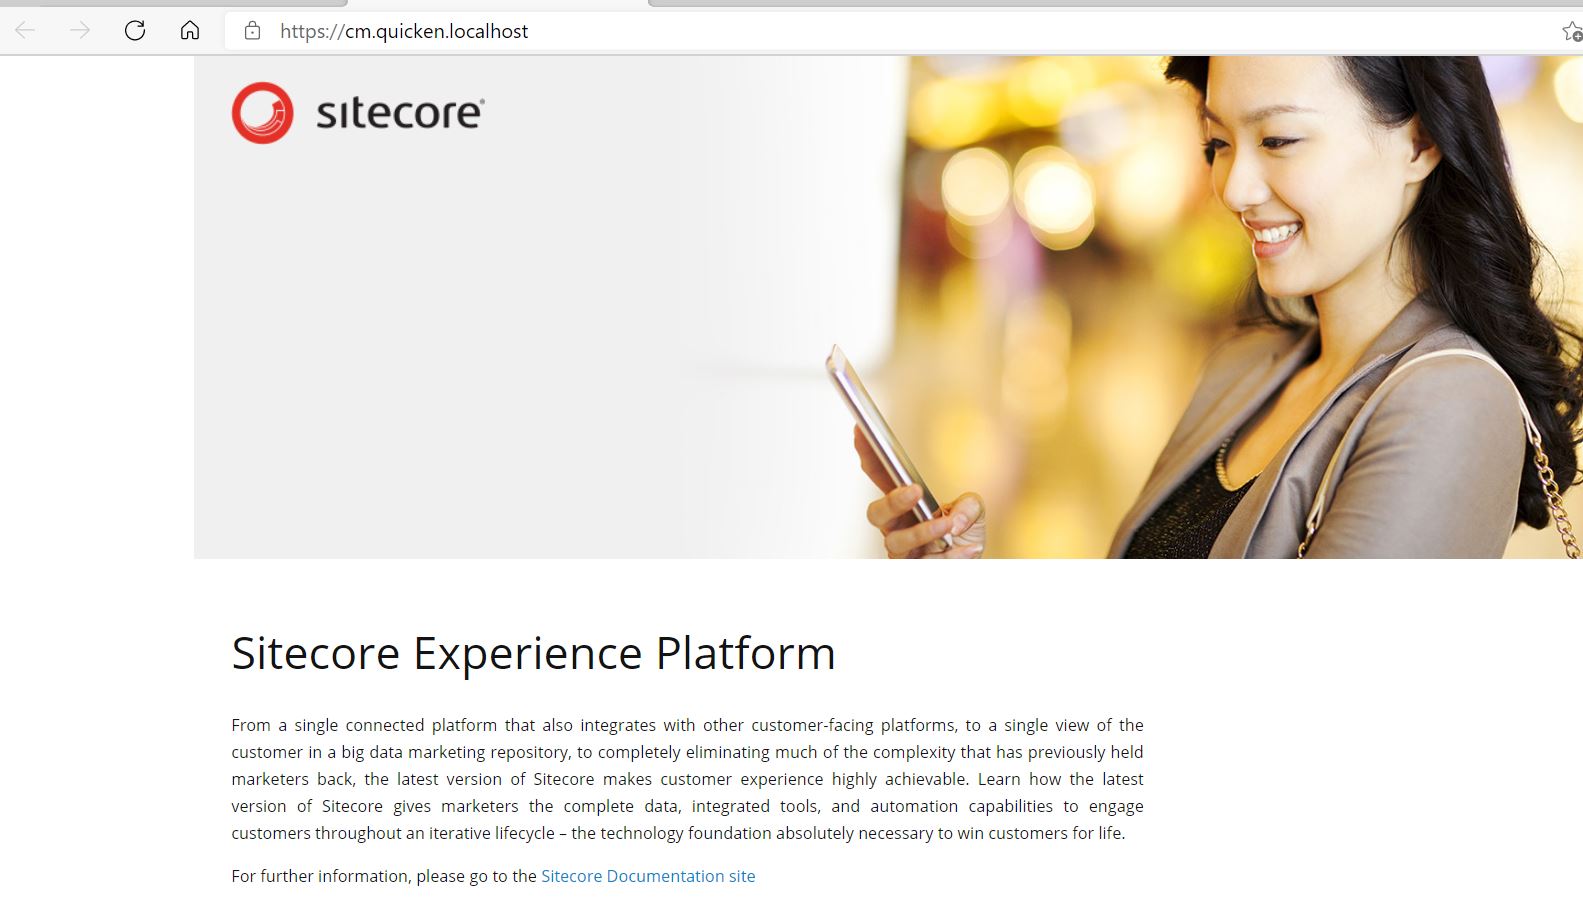 https://cm.quicken.localhost
sitecore®
Sitecore Experience Platform
From a single connected platform that also integrates with other customer-facing platforms, to a single view of the
customer in a big data marketing repository, to completely eliminating much of the complexity that has previously held
marketers back, the latest version of Sitecore makes customer experience highly achievable. Learn how the latest
version of Sitecore gives marketers the complete data, integrated tools, and automation capabilities to engage
customers throughout an iterative lifecycle – the technology foundation absolutely necessary to win customers for life.
For further information, please go to the Sitecore Documentation site